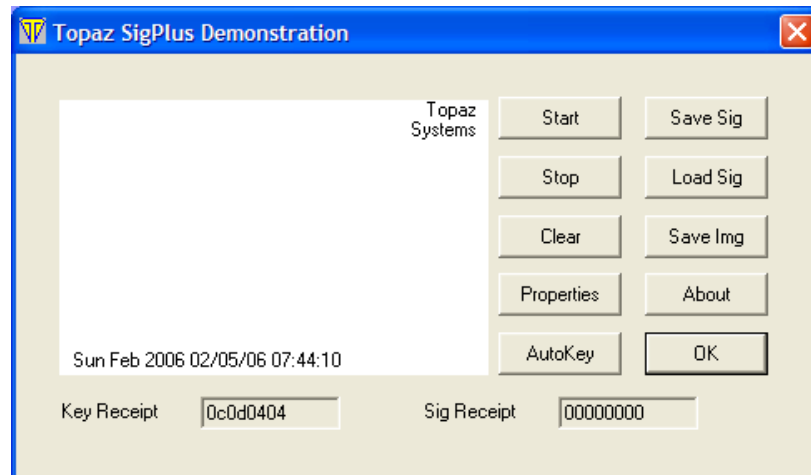 Topaz SigPlus Demonstration
Topaz
Systems
Start
Save Sig
Stop
Load Sig
Clear
Save Img
Properties
About
Sun Feb 2006 02/05/06 07:44:10
AutoKey
OK
Key Receipt
0c0d0404
Sig Receipt
00000000